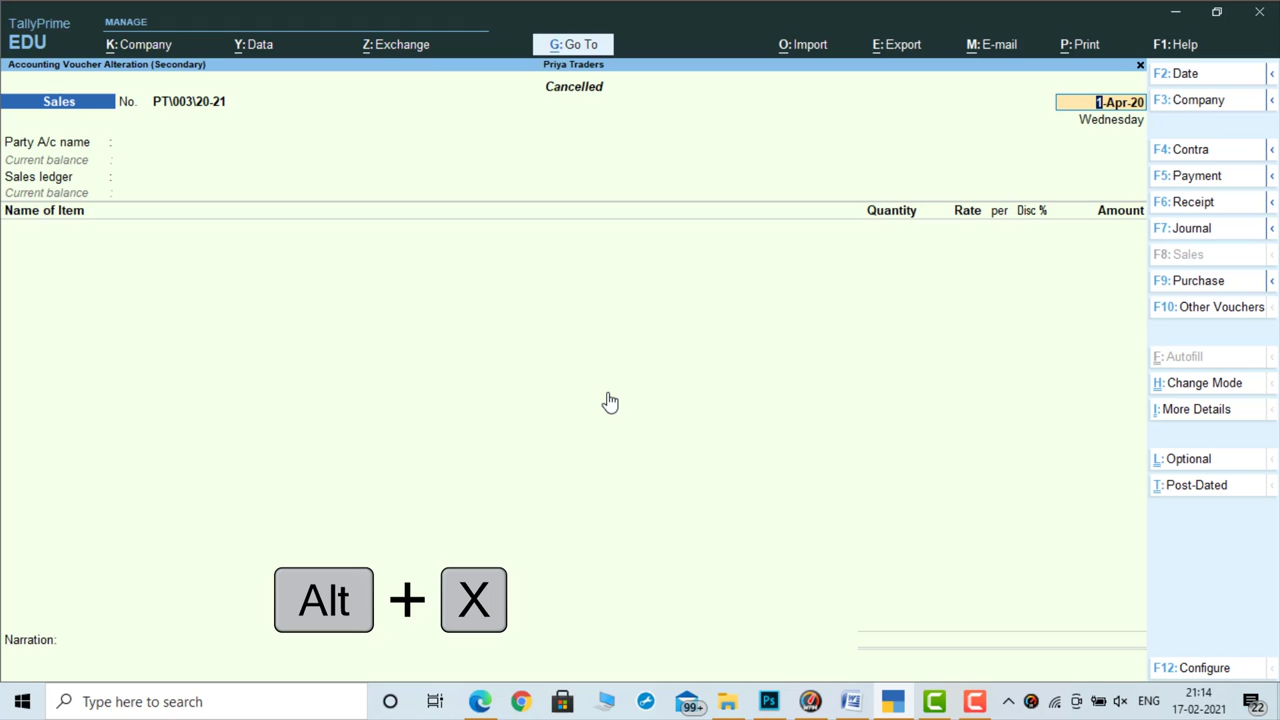 TallyPrime
EDU
MANAGE
K: Company
Y: Data
Z: Exchange
G: Go To
O: Import
E: Export
M: E-mail
P: Print
F1: Help
Accounting Voucher Alteration (Secondary)
Priya Traders
Cancelled
Sales No. PT\003\20-21
1-Apr-20
Wednesday
Party A/c name :
Current balance :
Sales ledger :
Current balance :
Name of Item Quantity Rate per Disc % Amount
F2: Date
F3: Company
F4: Contra
F5: Payment
F6: Receipt
F7: Journal
F8: Sales
F9: Purchase
F10: Other Vouchers
F: Autofill
H: Change Mode
I: More Details
L: Optional
T: Post-Dated
Alt + X
Narration:
F12: Configure
Type here to search
99+
ENG
21:14
17-02-2021
22